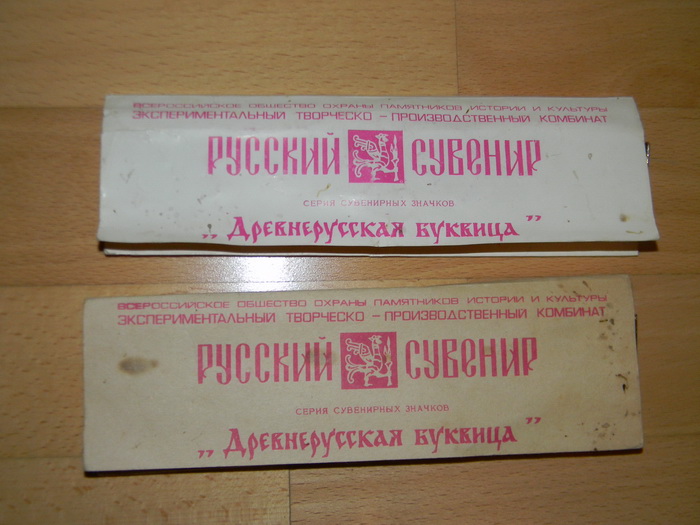 ВСЕРОССИЙСКОЕ ОБЩЕСТВО ОХРАНЫ ПАМЯТНИКОВ ИСТОРИИ И КУЛЬТУРЫ
ЭКСПЕРИМЕНТАЛЬНЫЙ ТВОРЧЕСКО – ПРОИЗВОДСТВЕННЫЙ КОМБИНАТ
РУССКИЙ СУВЕНИР
СЕРИЯ СУВЕНИРНЫХ ЗНАЧКОВ
„Древнерусская буквица”
ВСЕРОССИЙСКОЕ ОБЩЕСТВО ОХРАНЫ ПАМЯТНИКОВ ИСТОРИИ И КУЛЬТУРЫ
ЭКСПЕРИМЕНТАЛЬНЫЙ ТВОРЧЕСКО – ПРОИЗВОДСТВЕННЫЙ КОМБИНАТ
РУССКИЙ СУВЕНИР
СЕРИЯ СУВЕНИРНЫХ ЗНАЧКОВ
„Древнерусская буквица”